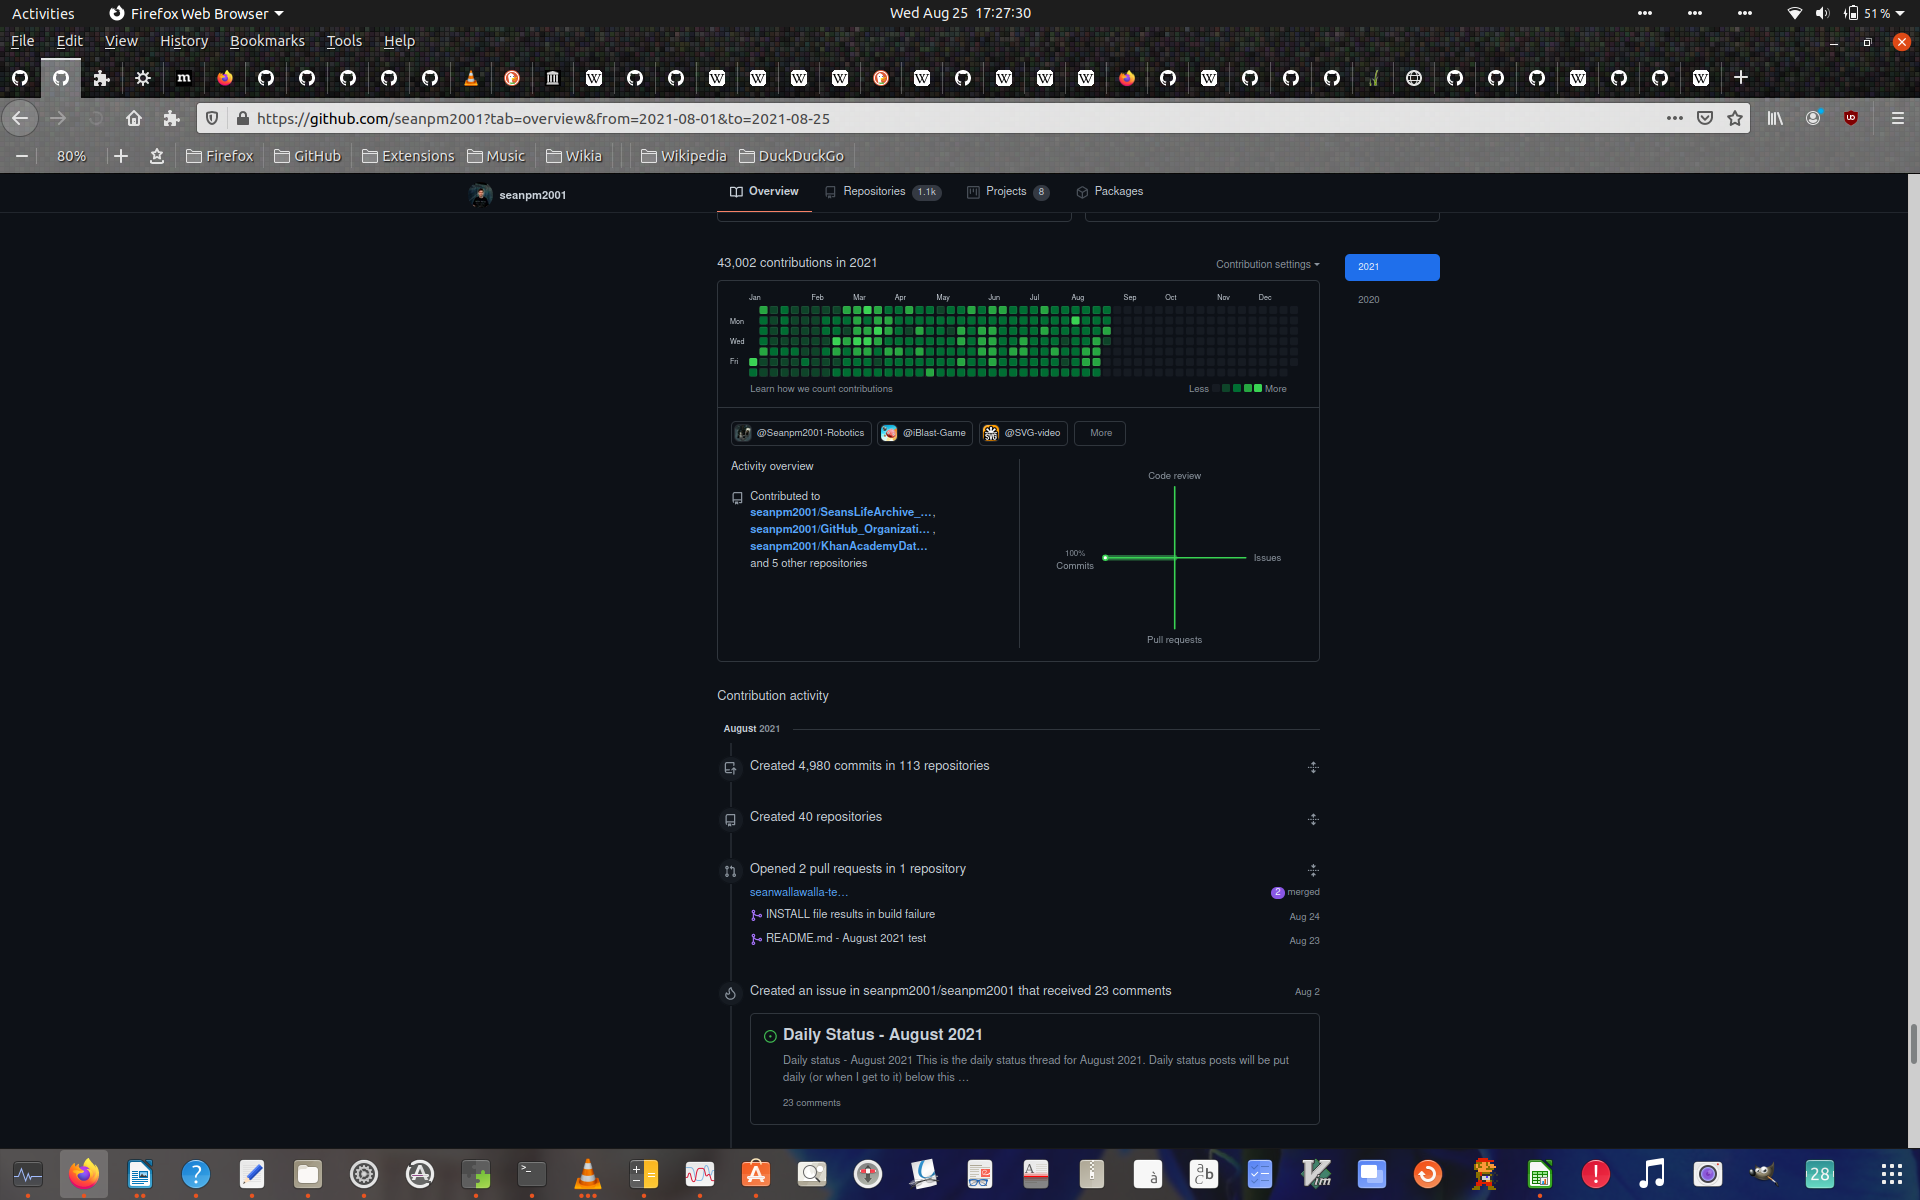 Activities
Firefox Web Browser
Wed Aug 25 17:27:30
51 %
File Edit View History Bookmarks Tools Help
https://github.com/seanpm2001?tab=overview&from=2021-08-01&to=2021-08-25
80%
Firefox
GitHub
Extensions
Music
Wikia
Wikipedia
DuckDuckGo
seanpm2001
Overview
Repositories 1.1k
Projects 8
Packages
43,002 contributions in 2021
Contribution settings
2021
2020
Jan Feb Mar Apr May Jun Jul Aug Sep Oct Nov Dec
Mon
Wed
Fri
Learn how we count contributions
Less More
@Seanpm2001-Robotics
@iBlast-Game
@SVG-video
More
Activity overview
Contributed to
seanpm2001/SeansLifeArchive_…,
seanpm2001/GitHub_Organizati… ,
seanpm2001/KhanAcademyDat…
and 5 other repositories
Code review
100%
Commits
Issues
Pull requests
Contribution activity
August 2021
Created 4,980 commits in 113 repositories
Created 40 repositories
Opened 2 pull requests in 1 repository
seanwallawalla-te…
2 merged
INSTALL file results in build failure
Aug 24
README.md - August 2021 test
Aug 23
Created an issue in seanpm2001/seanpm2001 that received 23 comments
Aug 2
Daily Status - August 2021
Daily status - August 2021 This is the daily status thread for August 2021. Daily status posts will be put
daily (or when I get to it) below this …
23 comments
28